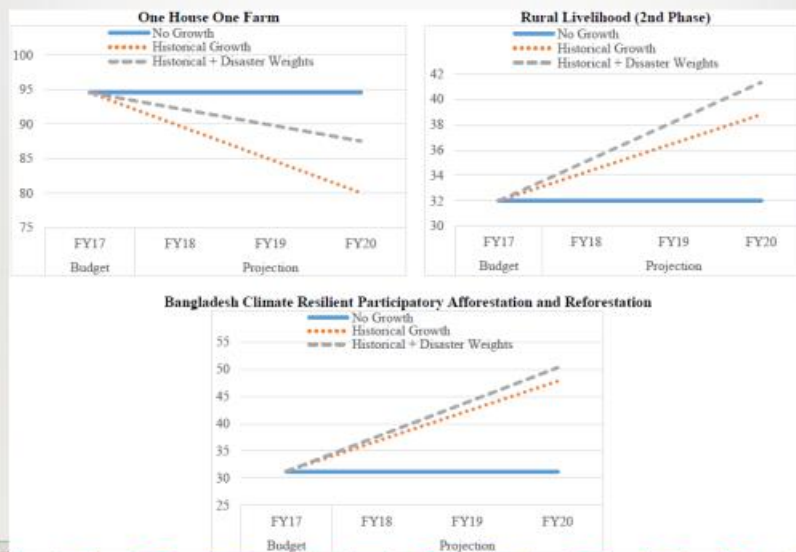 One House One Farm
No Growth
Historical Growth
Historical + Disaster Weights
100
95
90
85
80
75
FY17
FY18
FY19
FY20
Budget
Projection
Rural Livelihood (2nd Phase)
No Growth
Historical Growth
Historical + Disaster Weights
42
40
38
36
34
32
30
FY17
FY18
FY19
FY20
Budget
Projection
Bangladesh Climate Resilient Participatory Afforestation and Reforestation
No Growth
Historical Growth
Historical + Disaster Weights
55
50
45
40
35
30
25
FY17
FY18
FY19
FY20
Budget
Projection